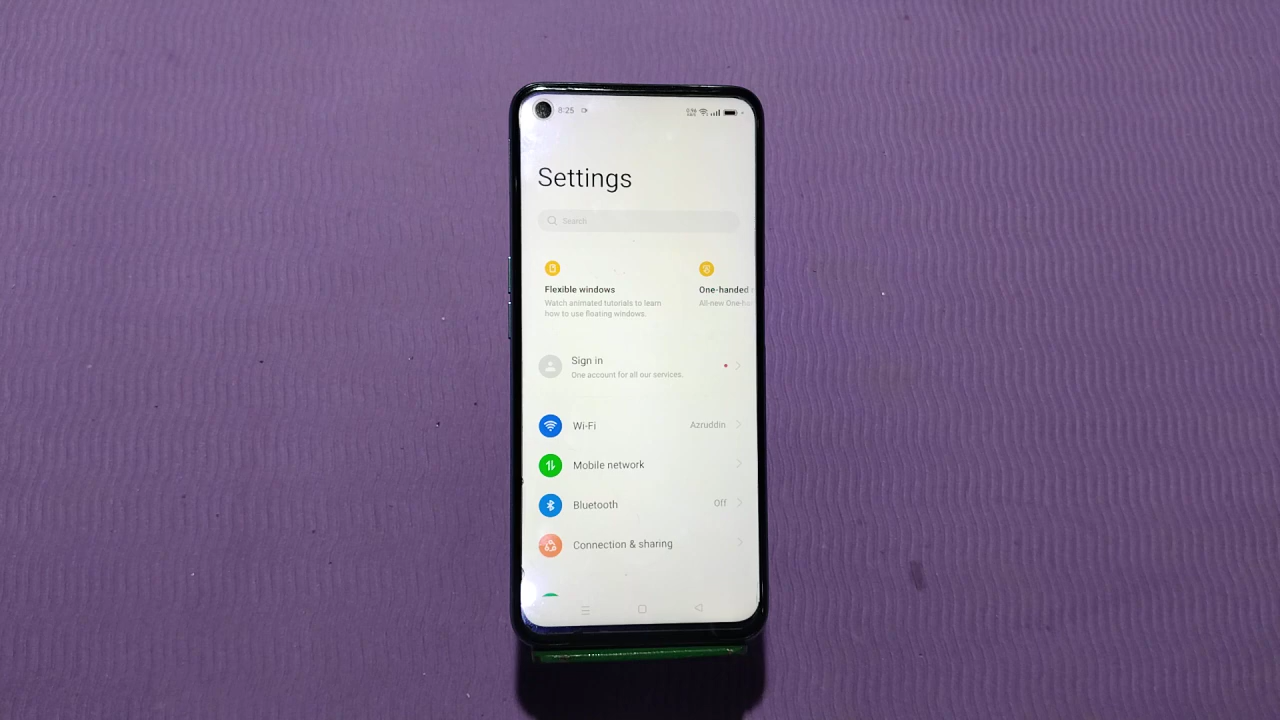 8:25
Settings
Search
Flexible windows
Watch animated tutorials to learn
how to use floating windows.
One-handed
All-new One-ha
Sign in
One account for all our services.
Wi-Fi
Azruddin
Mobile network
Bluetooth
Off
Connection & sharing